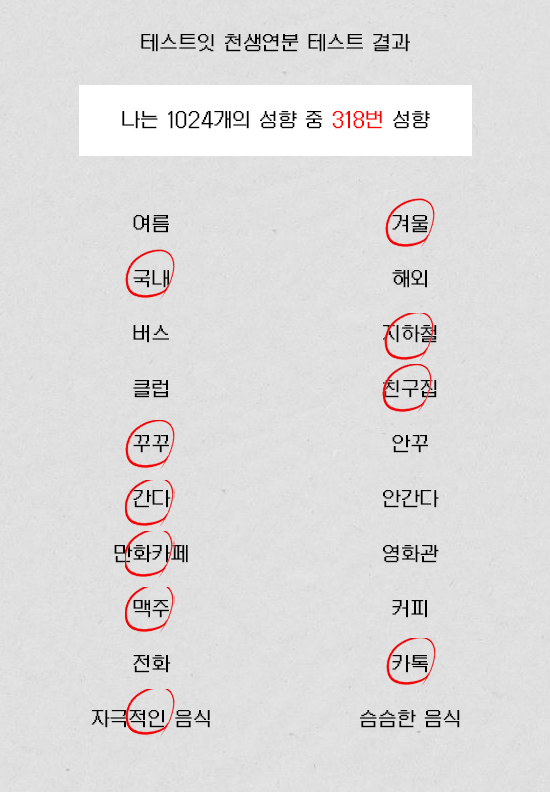 테스트잇 천생연분 테스트 결과
나는 1024개의 성향 중 318번 성향
여름 겨울
국내 해외
버스 지하철
클럽 친구집
꾸꾸 안꾸
간다 안간다
만화카페 영화관
맥주 커피
전화 카톡
자극적인 음식 슴슴한 음식